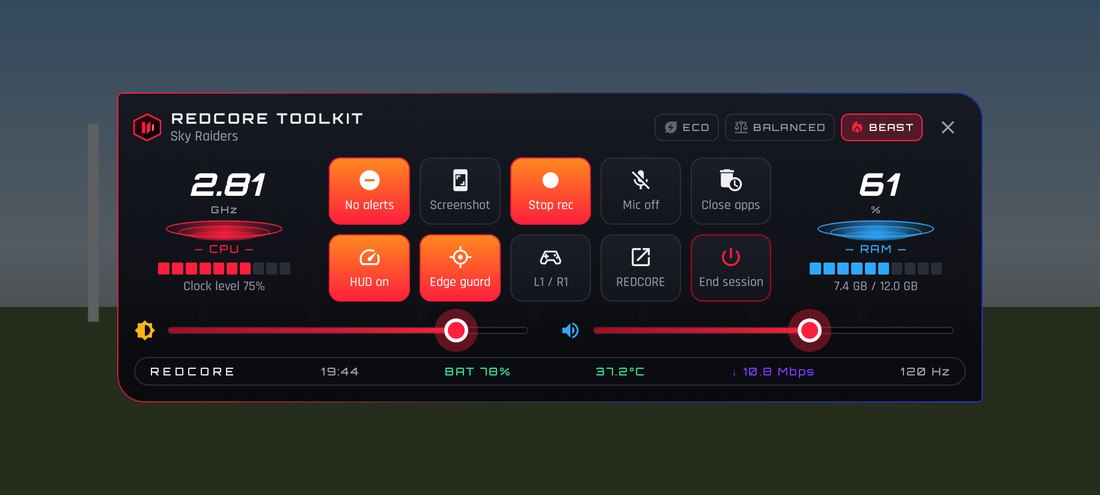 REDCORE TOOLKIT
Sky Raiders
ECO
BALANCED
BEAST
2.81
GHz
CPU
Clock level 75%
No alerts
Screenshot
Stop rec
Mic off
Close apps
HUD on
Edge guard
L1 / R1
REDCORE
End session
61
%
RAM
7.4 GB / 12.0 GB
REDCORE 19:44 BAT 78% 37.2°C ↓ 10.8 Mbps 120 Hz